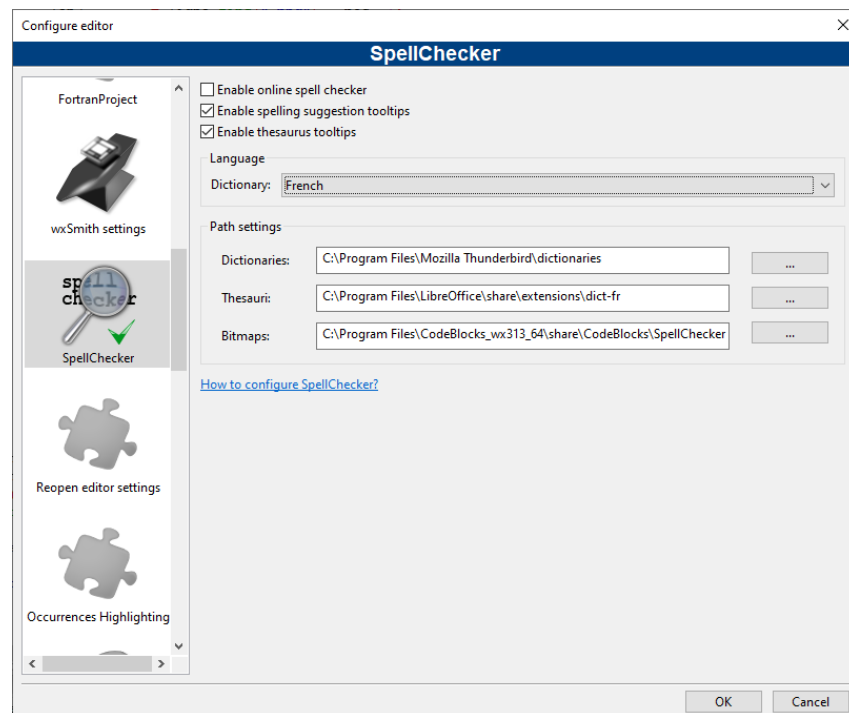 Configure editor
SpellChecker
FortranProject
wxSmith settings
spell
checker
SpellChecker
Reopen editor settings
Occurrences Highlighting
Enable online spell checker
Enable spelling suggestion tooltips
Enable thesaurus tooltips
Language
Dictionary: French
Path settings
Dictionaries: C:\Program Files\Mozilla Thunderbird\dictionaries ...
Thesauri: C:\Program Files\LibreOffice\share\extensions\dict-fr ...
Bitmaps: C:\Program Files\CodeBlocks_wx313_64\share\CodeBlocks\SpellChecker ...
How to configure SpellChecker?
OK Cancel